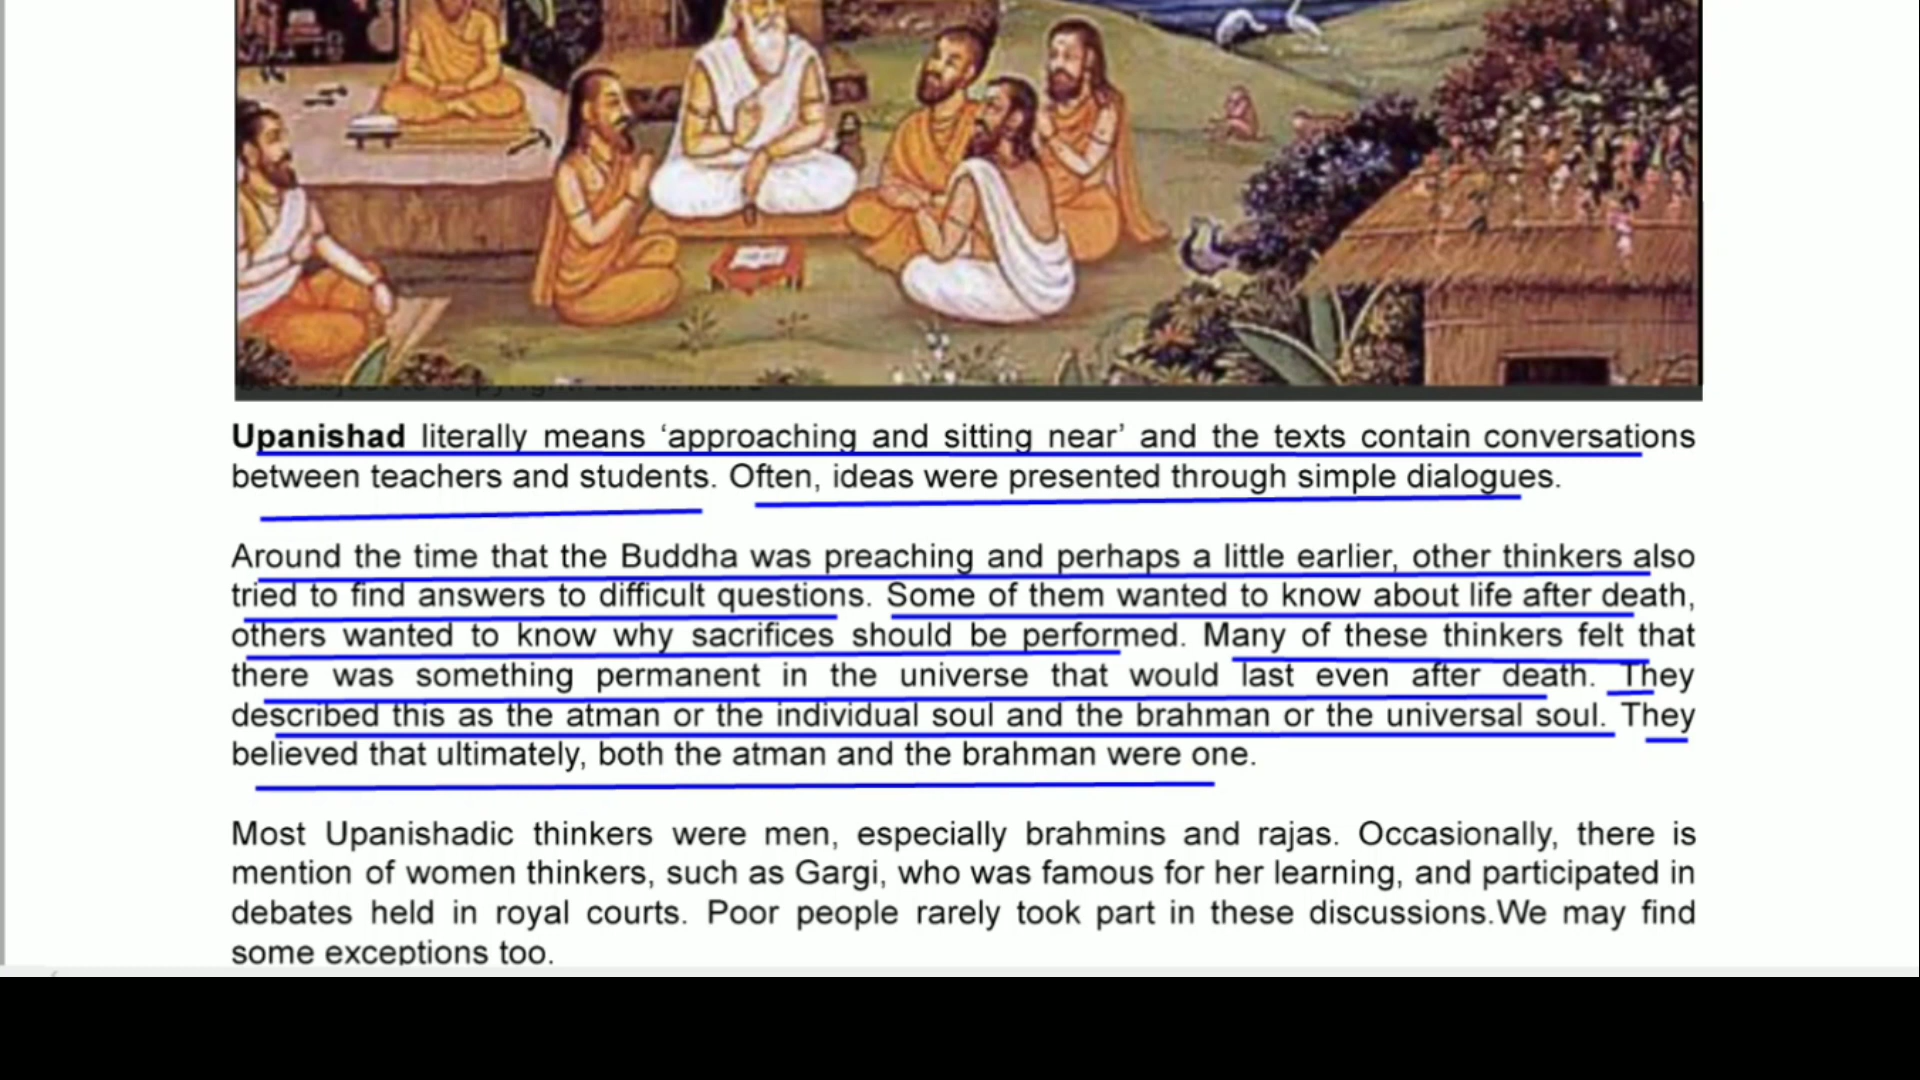 Upanishad literally means ‘approaching and sitting near’ and the texts contain conversations
between teachers and students. Often, ideas were presented through simple dialogues.
Around the time that the Buddha was preaching and perhaps a little earlier, other thinkers also
tried to find answers to difficult questions. Some of them wanted to know about life after death,
others wanted to know why sacrifices should be performed. Many of these thinkers felt that
there was something permanent in the universe that would last even after death. They
described this as the atman or the individual soul and the brahman or the universal soul. They
believed that ultimately, both the atman and the brahman were one.
Most Upanishadic thinkers were men, especially brahmins and rajas. Occasionally, there is
mention of women thinkers, such as Gargi, who was famous for her learning, and participated in
debates held in royal courts. Poor people rarely took part in these discussions.We may find
some exceptions too.